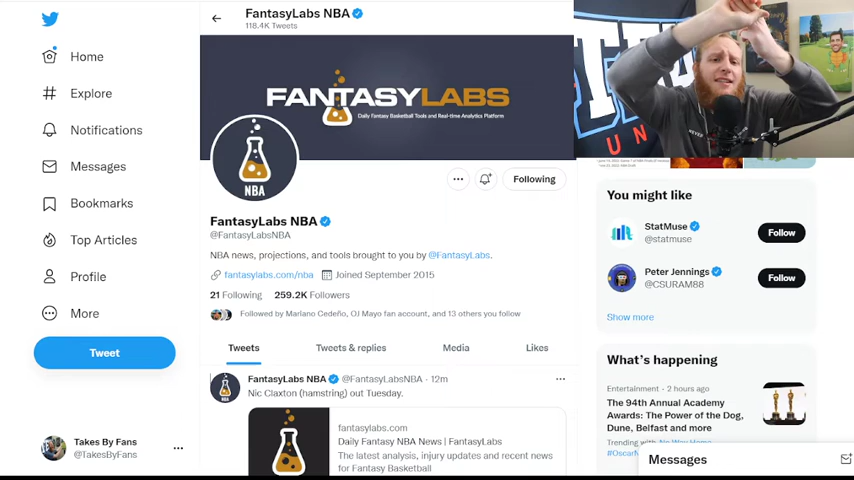 FantasyLabs NBA
118.4K Tweets
Home
Explore
Notifications
Messages
Bookmarks
Top Articles
Profile
More
Tweet
Takes By Fans
@TakesByFans
FANTASYLABS
Daily Fantasy Basketball Tools and Real-time Analytics Platform
NBA
Following
FantasyLabs NBA
@FantasyLabsNBA
NBA news, projections, and tools brought to you by @FantasyLabs.
fantasylabs.com/nba Joined September 2015
21 Following 259.2K Followers
Followed by Mariano Cedeño, OJ Mayo fan account, and 13 others you follow
Tweets Tweets & replies Media Likes
FantasyLabs NBA @FantasyLabsNBA · 12m
Nic Claxton (hamstring) out Tuesday.
fantasylabs.com
Daily Fantasy NBA News | FantasyLabs
The latest analysis, injury updates and recent news
for Fantasy Basketball
NEVER
You might like
StatMuse
@statmuse
Follow
Peter Jennings
@CSURAM88
Follow
Show more
What's happening
Entertainment · 2 hours ago
The 94th Annual Academy
Awards: The Power of the Dog,
Dune, Belfast and more
Trending with No Way Home,
Messages